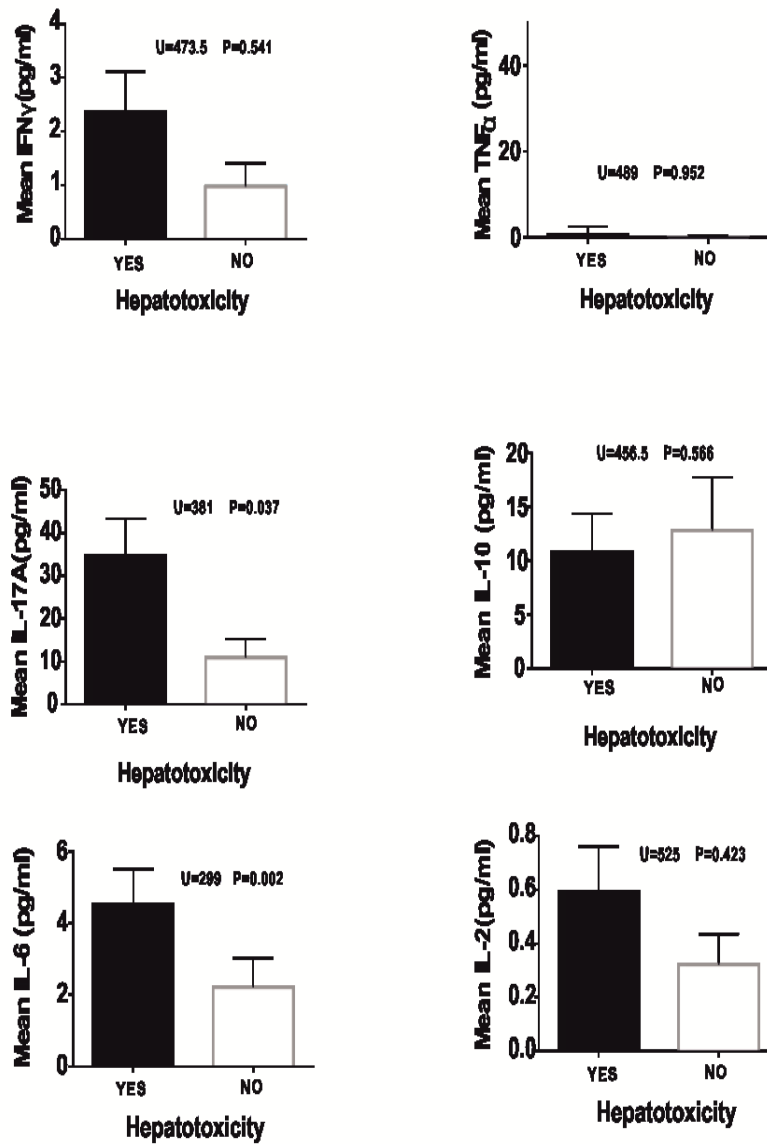 Mean IFNγ(pg/ml)
4
3
2
1
0
U=473.5 P=0.541
YES NO
Hepatotoxicity
Mean TNFα (pg/ml)
40
20
0
U=489 P=0.952
YES NO
Hepatotoxicity
Mean IL-17A(pg/ml)
50
40
30
20
10
0
U=381 P=0.037
YES NO
Hepatotoxicity
Mean IL-10 (pg/ml)
20
15
10
5
0
U=456.5 P=0.566
YES NO
Hepatotoxicity
Mean IL-6 (pg/ml)
6
4
2
0
U=299 P=0.002
YES NO
Hepatotoxicity
Mean IL-2(pg/ml)
0.8
0.6
0.4
0.2
0.0
U=525 P=0.423
YES NO
Hepatotoxicity